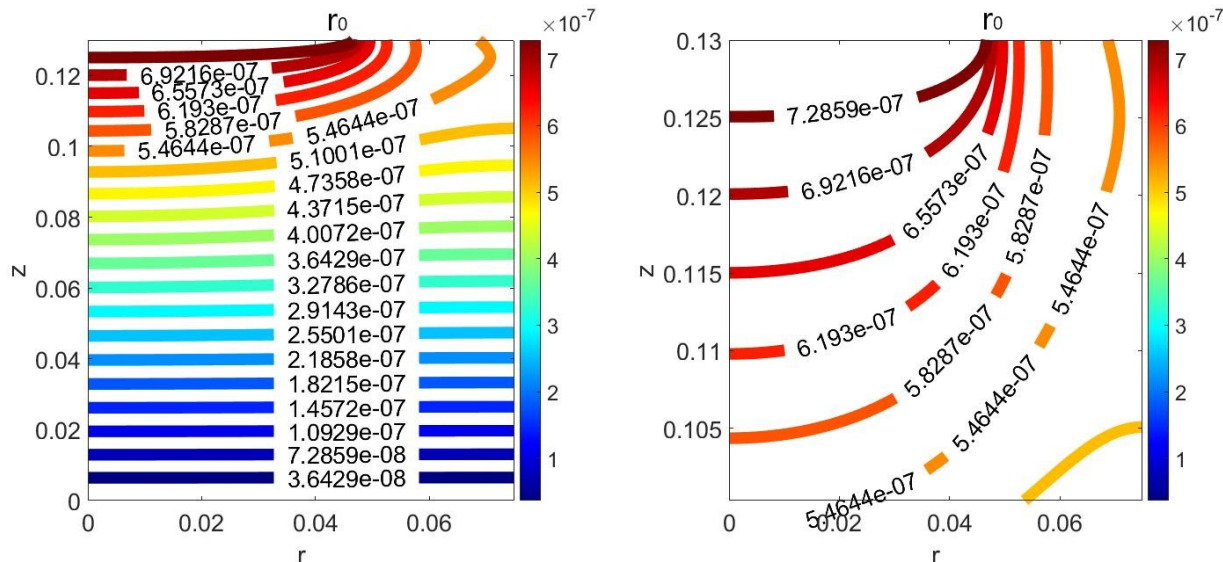 r0
×10-7
7
6
5
4
3
2
1
0.12
0.1
0.08
0.06
0.04
0.02
0
z
6.9216e-07
6.5573e-07
6.193e-07
5.8287e-07
5.4644e-07
5.4644e-07
5.1001e-07
4.7358e-07
4.3715e-07
4.0072e-07
3.6429e-07
3.2786e-07
2.9143e-07
2.5501e-07
2.1858e-07
1.8215e-07
1.4572e-07
1.0929e-07
7.2859e-08
3.6429e-08
0
0.02
0.04
0.06
r
r0
×10-7
7
6
5
4
3
2
1
0.13
0.125
0.12
0.115
0.11
0.105
z
7.2859e-07
6.9216e-07
6.5573e-07
6.193e-07
6.193e-07
5.8287e-07
5.8287e-07
5.4644e-07
5.4644e-07
5.4644e-07
0
0.02
0.04
0.06
r